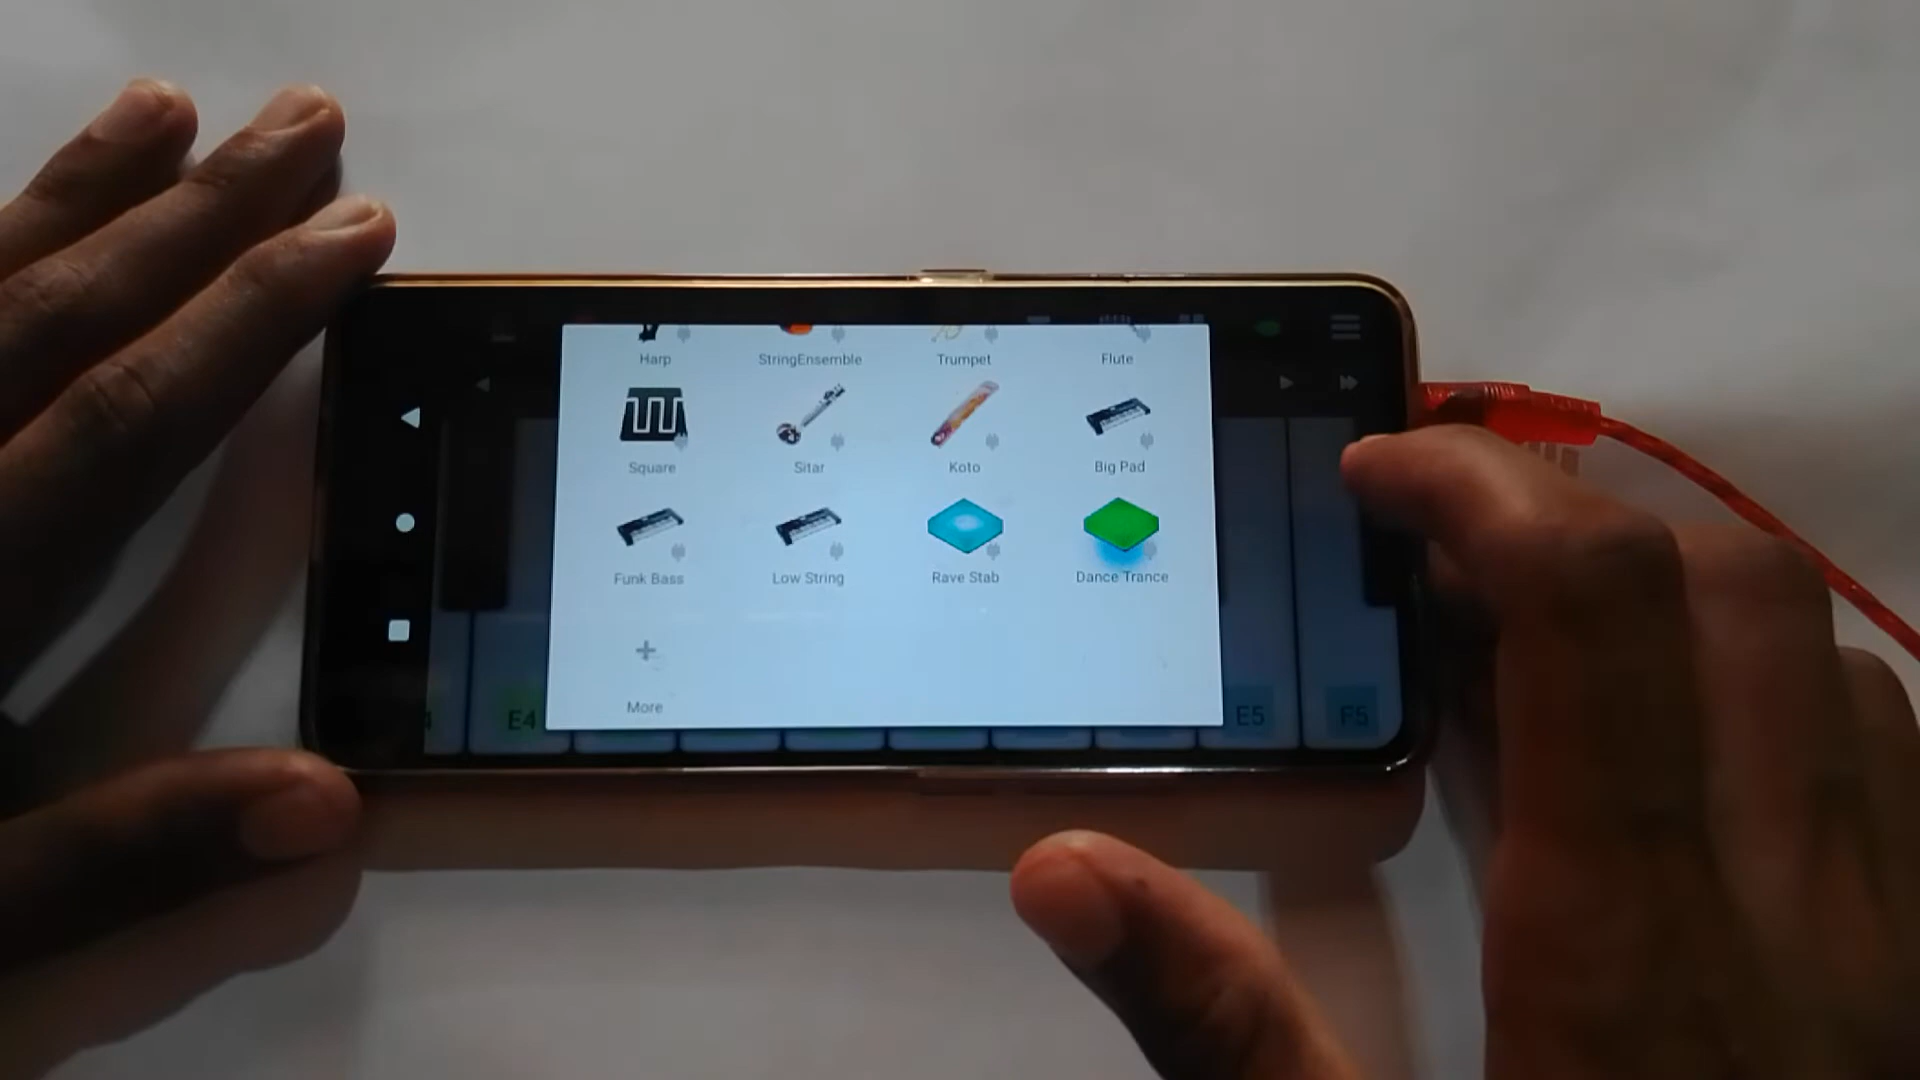 Harp StringEnsemble Trumpet Flute
Square Sitar Koto Big Pad
Funk Bass Low String Rave Stab Dance Trance
More
4 E4 E5 F5